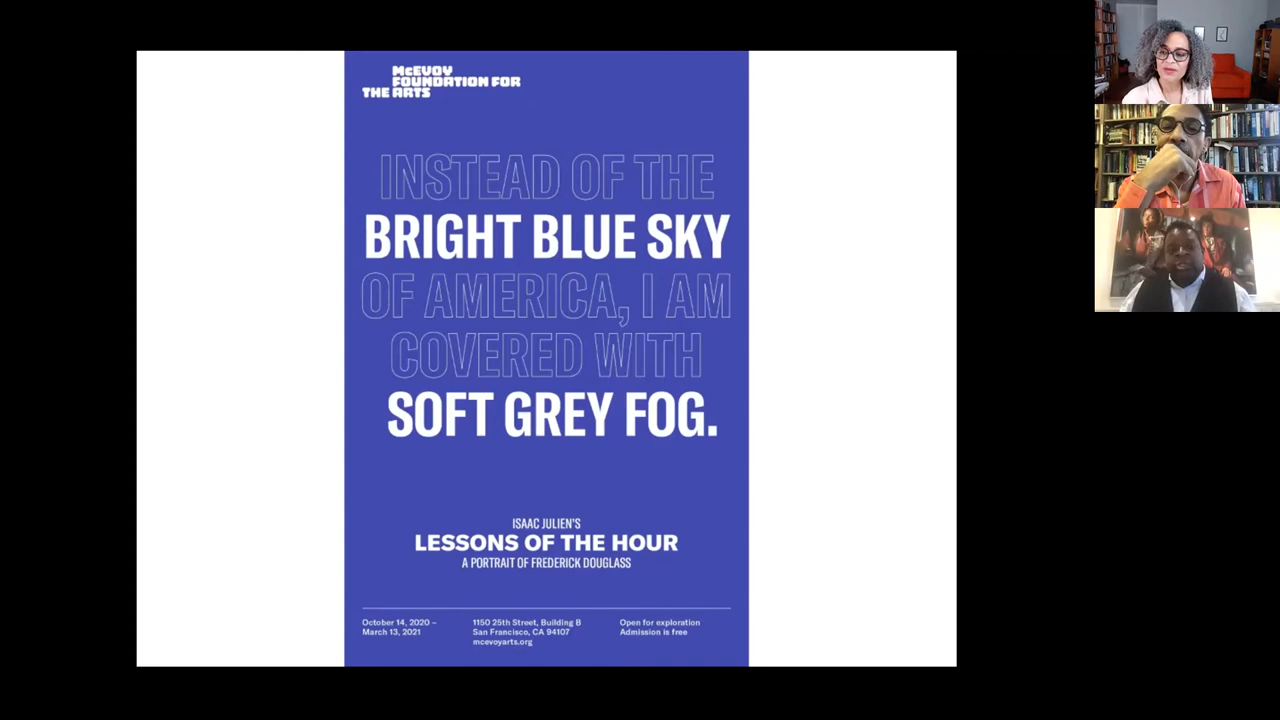 McEVOY
FOUNDATION FOR
THE ARTS
INSTEAD OF THE
BRIGHT BLUE SKY
OF AMERICA, I AM
COVERED WITH
SOFT GREY FOG.
ISAAC JULIEN'S
LESSONS OF THE HOUR
A PORTRAIT OF FREDERICK DOUGLASS
October 14, 2020 –
March 13, 2021
1150 25th Street, Building B
San Francisco, CA 94107
mcevoyarts.org
Open for exploration
Admission is free